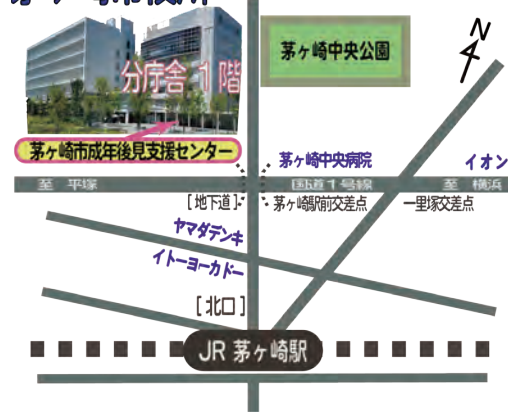 茅ヶ崎市役所
N
茅ヶ崎中央公園
分庁舎 1 階
茅ヶ崎市成年後見支援センター
茅ヶ崎中央病院
イオン
至 平塚
国道1号線
至 横浜
[地下道]
茅ヶ崎駅前交差点
一里塚交差点
ヤマダデンキ
イトーヨーカドー
[北口]
JR 茅ヶ崎駅